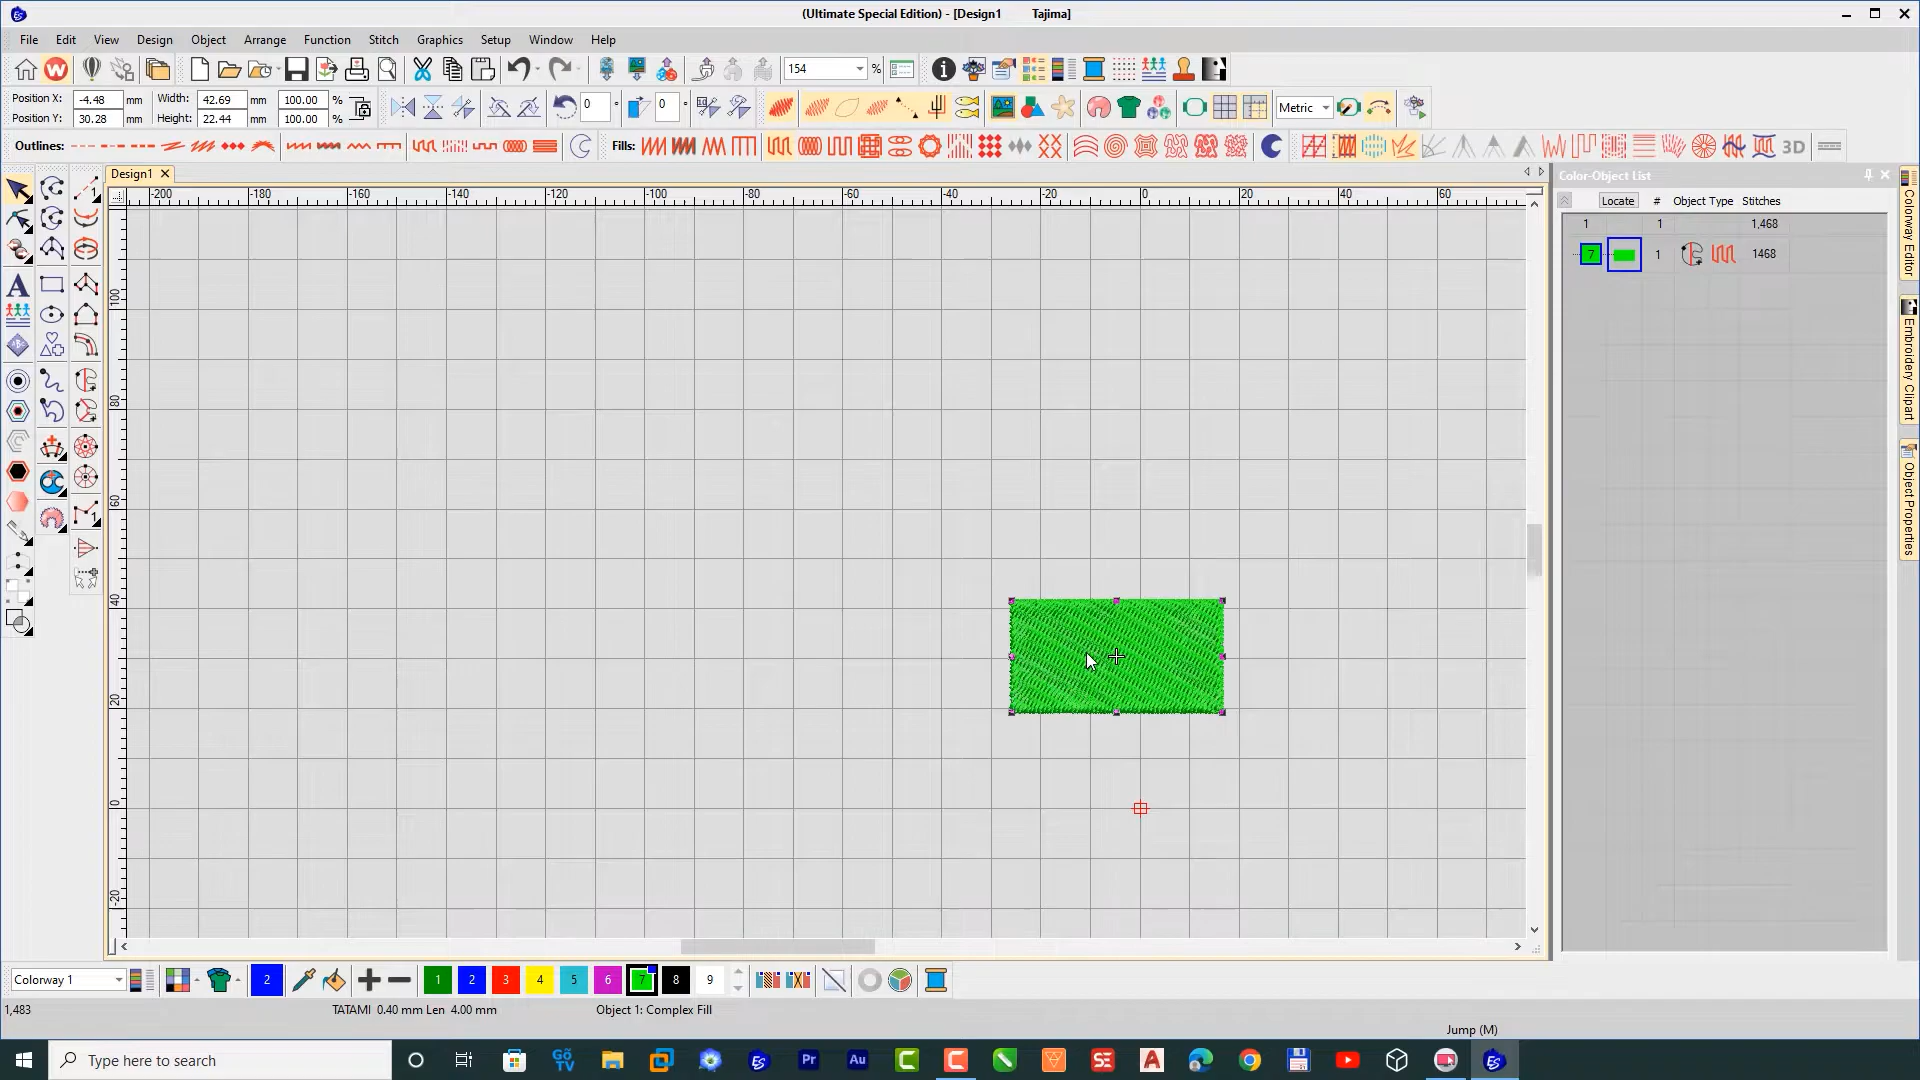 (Ultimate Special Edition) - [Design1 Tajima]
File Edit View Design Object Arrange Function Stitch Graphics Setup Window Help
154 %
Position X: -4.48 mm Width: 42.69 mm 100.00 %
Position Y: 30.28 mm Height: 22.44 mm 100.00 %
0 ° 0 ° Metric
Outlines: Fills: 3D
Design1
-200 -180 -160 -140 -120 -100 -80 -60 -40 -20 0 20 40 60
100
80
60
40
20
0
-20
Color-Object List
Locate # Object Type Stitches
1 1 1,468
7 1 1468
Colorway Editor
Embroidery Clipart
Object Properties
Colorway 1 2 1 2 3 4 5 6 7 8 9
1,483 TATAMI 0.40 mm Len 4.00 mm Object 1: Complex Fill
Jump (M)
Type here to search